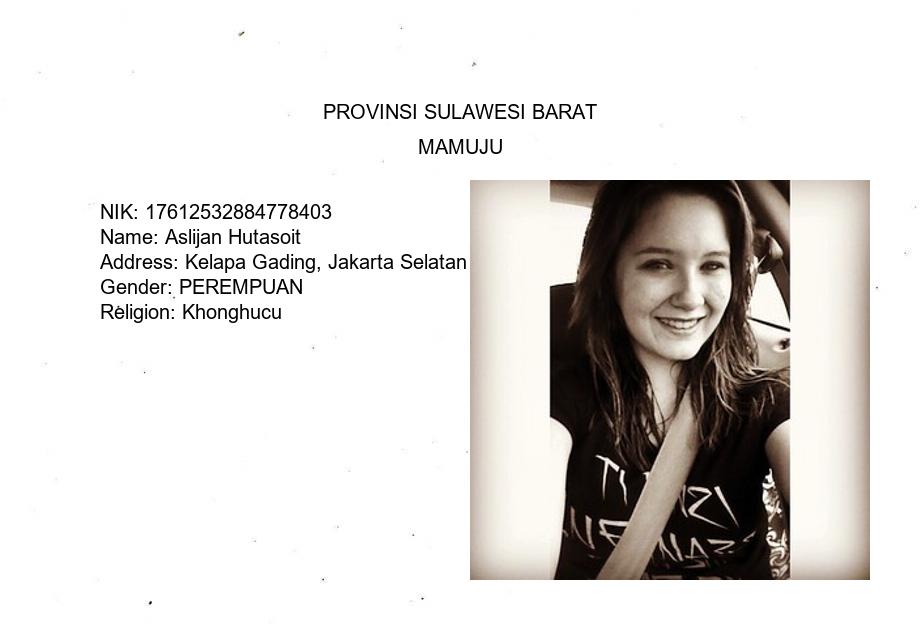 PROVINSI SULAWESI BARAT
MAMUJU
NIK: 17612532884778403
Name: Aslijan Hutasoit
Address: Kelapa Gading, Jakarta Selatan
Gender: PEREMPUAN
Religion: Khonghucu